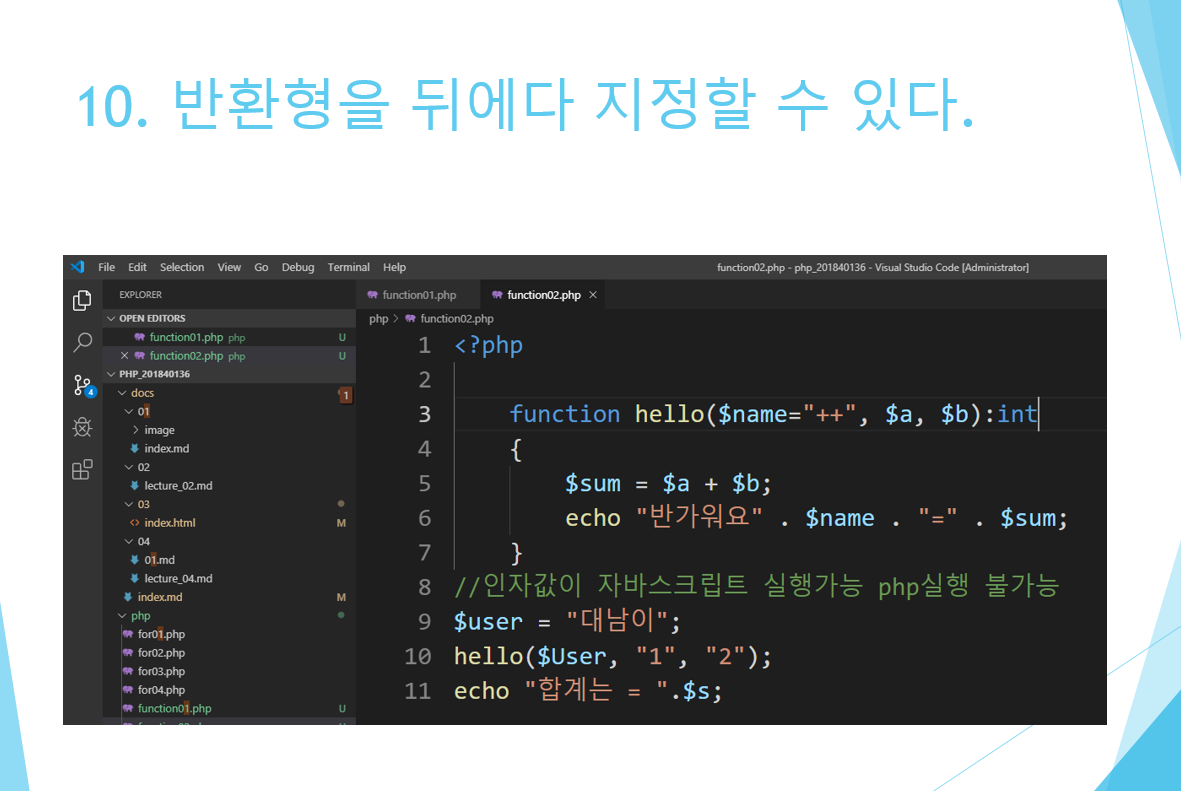 10. 반환형을 뒤에다 지정할 수 있다.
File Edit Selection View Go Debug Terminal Help function02.php - php_201840136 - Visual Studio Code [Administrator]
EXPLORER
OPEN EDITORS
function01.php php U
function02.php php U
PHP_201840136
docs 1
01
image
index.md
02
lecture_02.md
03
index.html M
04
01.md
lecture_04.md
index.md M
php
for01.php
for02.php
for03.php
for04.php
function01.php U
4
function01.php function02.php
php > function02.php
1 <?php
2
3 function hello($name="++", $a, $b):int
4 {
5 $sum = $a + $b;
6 echo "반가워요" . $name . "=" . $sum;
7 }
8 //인자값이 자바스크립트 실행가능 php실행 불가능
9 $user = "대남이";
10 hello($User, "1", "2");
11 echo "합계는 = ".$s;